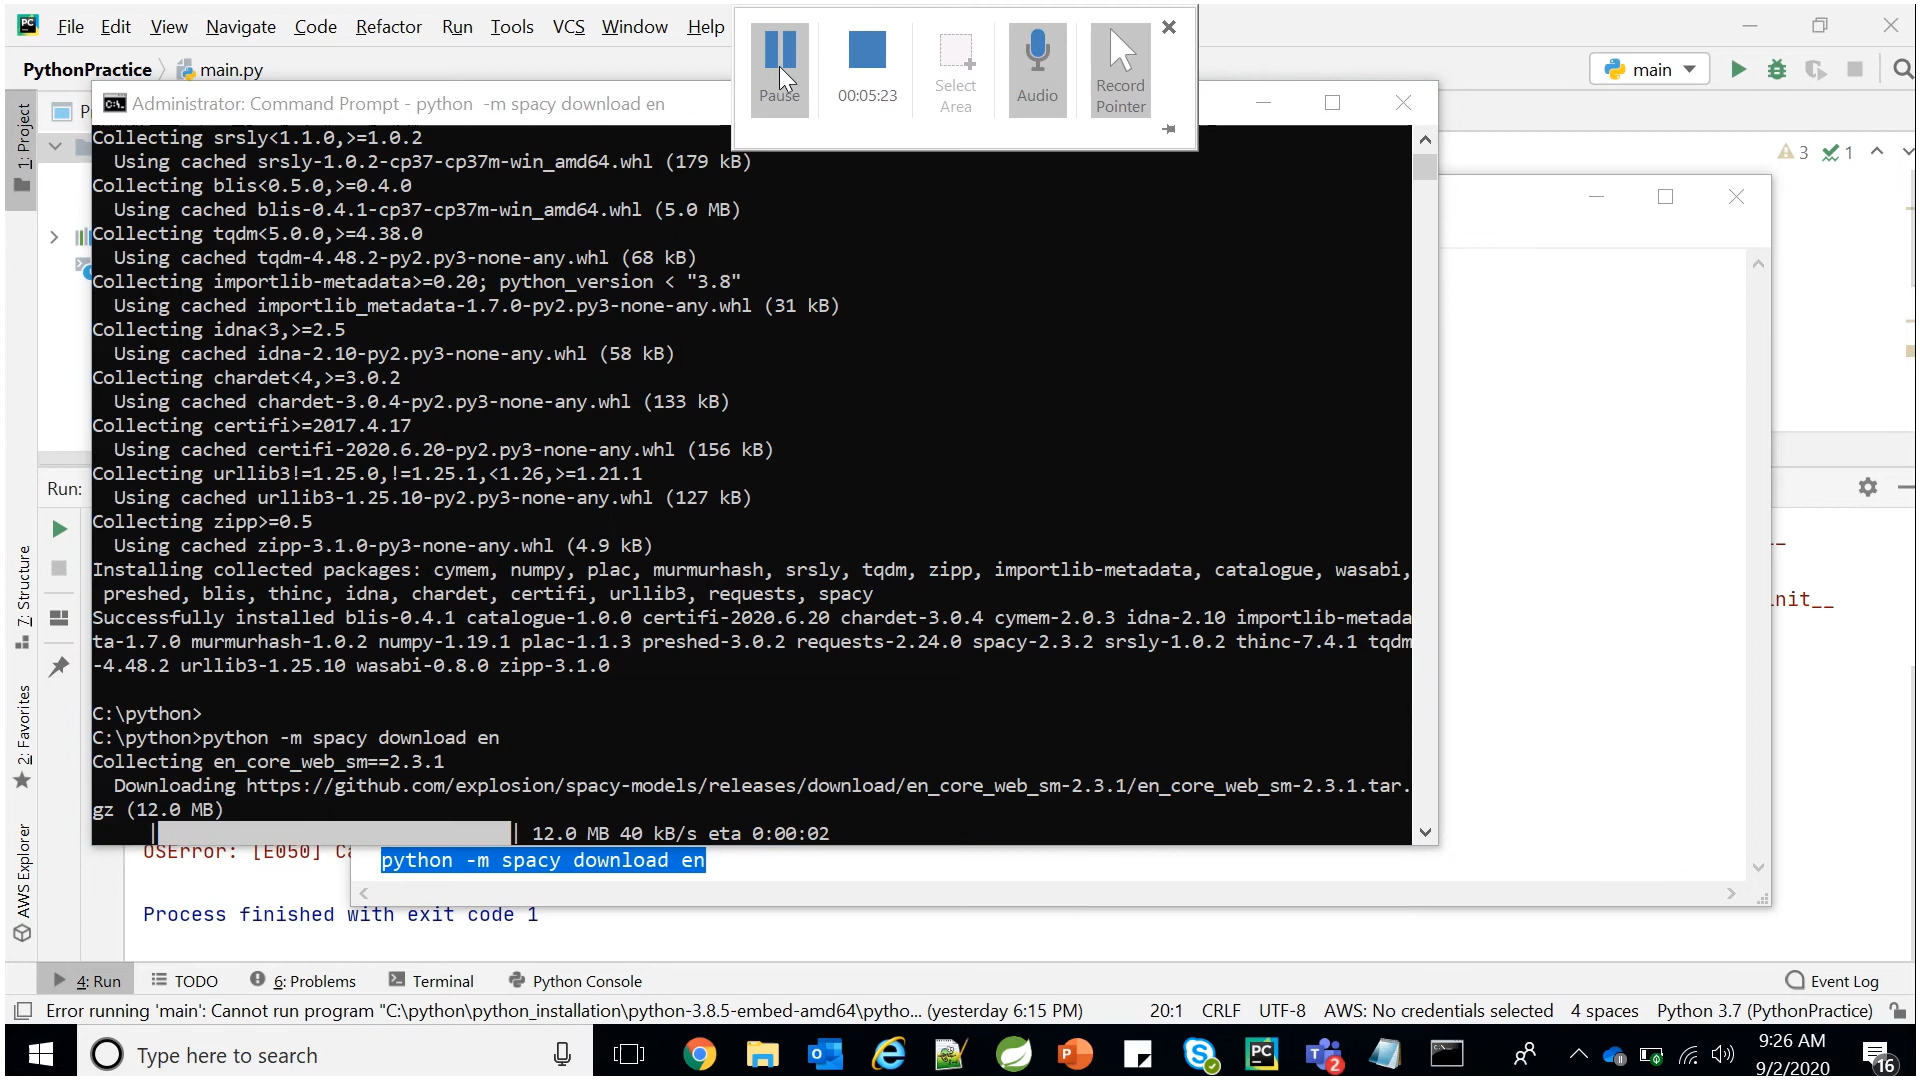 File Edit View Navigate Code Refactor Run Tools VCS Window Help
Pause
00:05:23
Select
Area
Audio
Record
Pointer
PythonPractice main.py
main
Administrator: Command Prompt - python  -m spacy download en
1: Project
3 1
Collecting srsly<1.1.0,>=1.0.2
Using cached srsly-1.0.2-cp37-cp37m-win_amd64.whl (179 kB)
Collecting blis<0.5.0,>=0.4.0
Using cached blis-0.4.1-cp37-cp37m-win_amd64.whl (5.0 MB)
Collecting tqdm<5.0.0,>=4.38.0
Using cached tqdm-4.48.2-py2.py3-none-any.whl (68 kB)
Collecting importlib-metadata>=0.20; python_version < "3.8"
Using cached importlib_metadata-1.7.0-py2.py3-none-any.whl (31 kB)
Collecting idna<3,>=2.5
Using cached idna-2.10-py2.py3-none-any.whl (58 kB)
Collecting chardet<4,>=3.0.2
Using cached chardet-3.0.4-py2.py3-none-any.whl (133 kB)
Collecting certifi>=2017.4.17
Using cached certifi-2020.6.20-py2.py3-none-any.whl (156 kB)
Collecting urllib3!=1.25.0,!=1.25.1,<1.26,>=1.21.1
Using cached urllib3-1.25.10-py2.py3-none-any.whl (127 kB)
Collecting zipp>=0.5
Using cached zipp-3.1.0-py3-none-any.whl (4.9 kB)
Installing collected packages: cymem, numpy, plac, murmurhash, srsly, tqdm, zipp, importlib-metadata, catalogue, wasabi,
preshed, blis, thinc, idna, chardet, certifi, urllib3, requests, spacy
Successfully installed blis-0.4.1 catalogue-1.0.0 certifi-2020.6.20 chardet-3.0.4 cymem-2.0.3 idna-2.10 importlib-metada
ta-1.7.0 murmurhash-1.0.2 numpy-1.19.1 plac-1.1.3 preshed-3.0.2 requests-2.24.0 spacy-2.3.2 srsly-1.0.2 thinc-7.4.1 tqdm
-4.48.2 urllib3-1.25.10 wasabi-0.8.0 zipp-3.1.0
C:\python>
C:\python>python -m spacy download en
Collecting en_core_web_sm==2.3.1
Downloading https://github.com/explosion/spacy-models/releases/download/en_core_web_sm-2.3.1/en_core_web_sm-2.3.1.tar.
gz (12.0 MB)
| | 12.0 MB 40 kB/s eta 0:00:02
Run:
7: Structure
2: Favorites
AWS Explorer
nit__
OSError: [E050]
python -m spacy download en
Process finished with exit code 1
4: Run TODO 6: Problems Terminal Python Console Event Log
Error running 'main': Cannot run program "C:\python\python_installation\python-3.8.5-embed-amd64\pytho... (yesterday 6:15 PM) 20:1 CRLF UTF-8 AWS: No credentials selected 4 spaces Python 3.7 (PythonPractice)
Type here to search
2
9:26 AM
9/2/2020
16